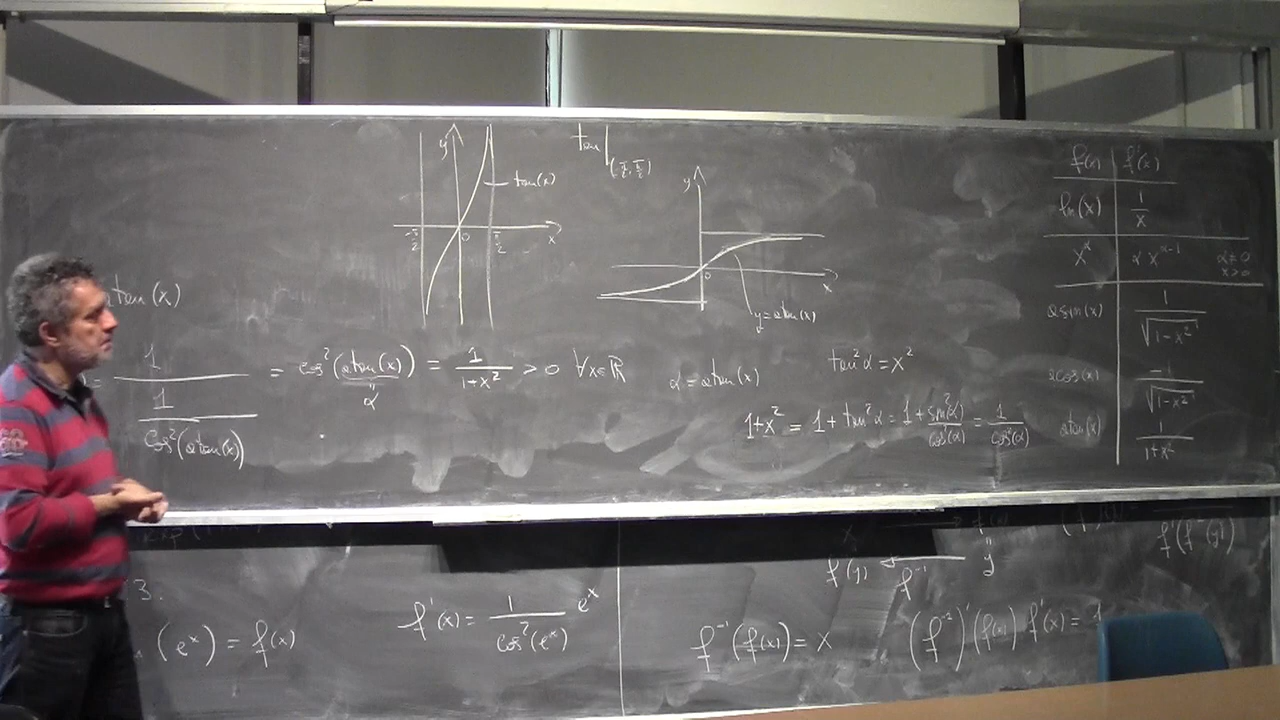 y
tan(x)
-π/2 0 π/2 x
tan|(-π/2, π/2)
y
0 x
y = atan(x)
f(x) f'(x)
ln(x) 1/x
x^α α x^(α-1) α≠0 x>0
asin(x) 1/√(1-x²)
acos(x) -1/√(1-x²)
atan(x) 1/(1+x²)
atan(x)
= 1/(1/cos²(atan(x))) = cos²(atan(x)) = 1/(1+x²) > 0 ∀x∈ℝ
α
α = atan(x) tan²α = x²
1+x² = 1 + tan²α = 1 + sin²(α)/cos²(α) = 1/cos²(α)
f'(f⁻¹(y))
f(y) f⁻¹ y
3.
(e^x) = f(x) f'(x) = 1/cos²(e^x) e^x
f⁻¹(f(x)) = x (f⁻¹)'(f(x)) f'(x) = 1